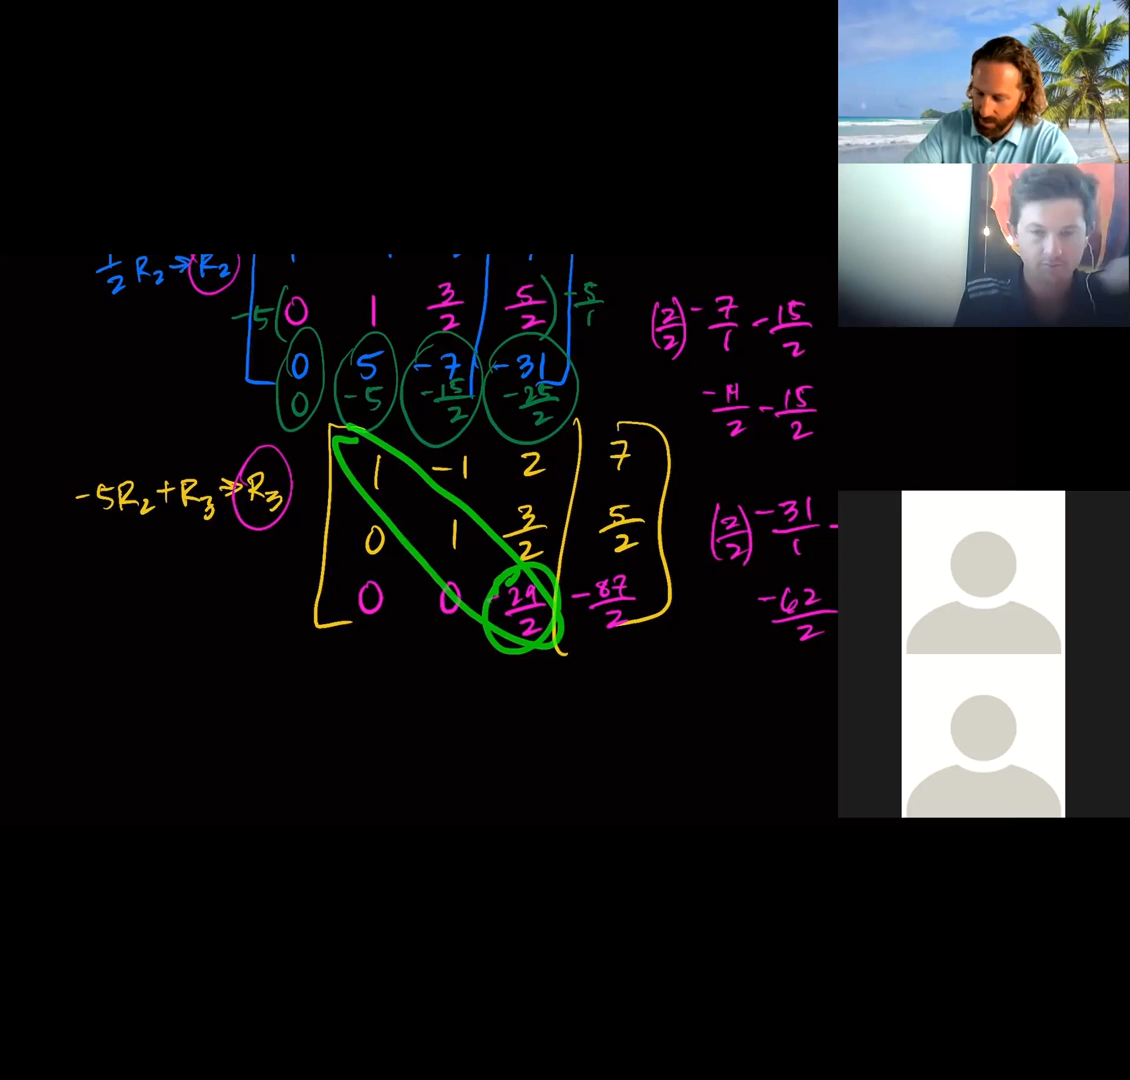 1/2 R₂ → R₂
-5( 0 1 3/2 | 5/2 ) -5/1
0 5 -7 | -31
0 -5 -15/2 -25/2
(2/2) -7/1 - 15/2
-14/2 - 15/2
-5R₂ + R₃ → R₃
1 -1 2 | 7
0 1 3/2 | 5/2
0 0 -29/2 | -87/2
(2/2) -31/1 -
-62/2